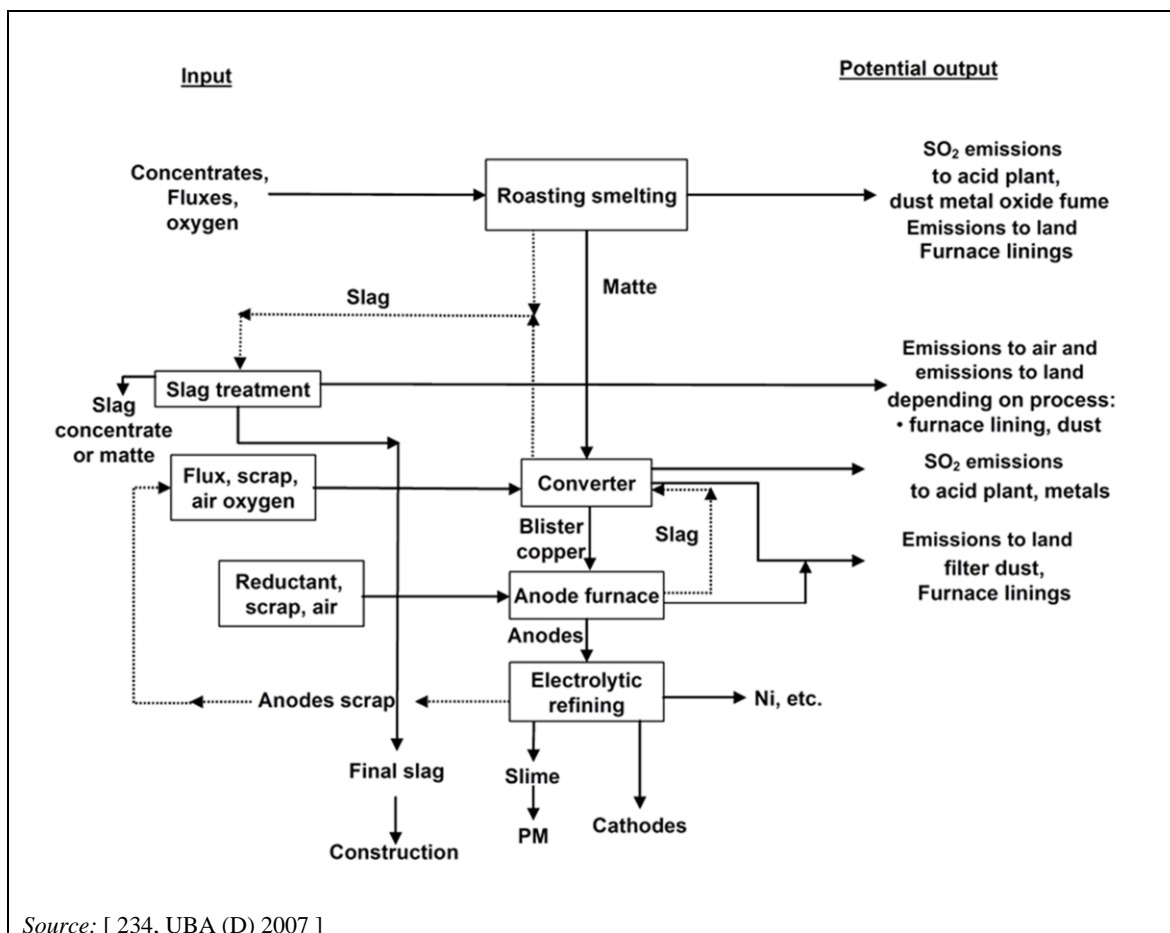 Input
Potential output
Concentrates,
Fluxes,
oxygen
Roasting smelting
SO₂ emissions
to acid plant,
dust metal oxide fume
Emissions to land
Furnace linings
Matte
Slag
Slag treatment
Emissions to air and
emissions to land
depending on process:
• furnace lining, dust
Slag
concentrate
or matte
Flux, scrap,
air oxygen
Converter
SO₂ emissions
to acid plant, metals
Blister
copper
Slag
Emissions to land
filter dust,
Furnace linings
Reductant,
scrap, air
Anode furnace
Anodes
Electrolytic
refining
Ni, etc.
Anodes scrap
Final slag
Slime
Cathodes
PM
Construction
Source: [ 234, UBA (D) 2007 ]